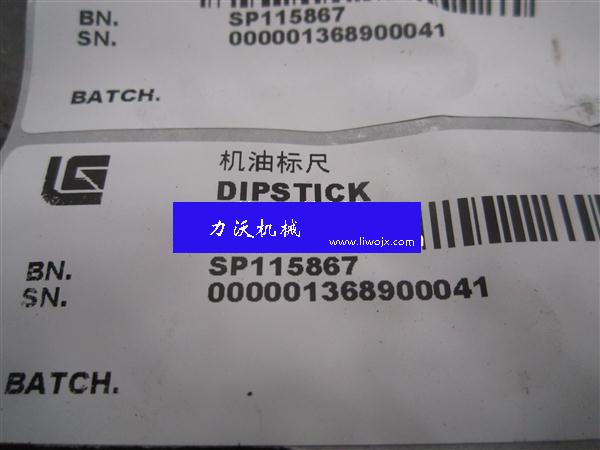 BN. SP115867
SN. 000001368900041
BATCH.
LG
机油标尺
DIPSTICK
力沃机械
www.liwojx.com
BN. SP115867
SN. 000001368900041
BATCH.